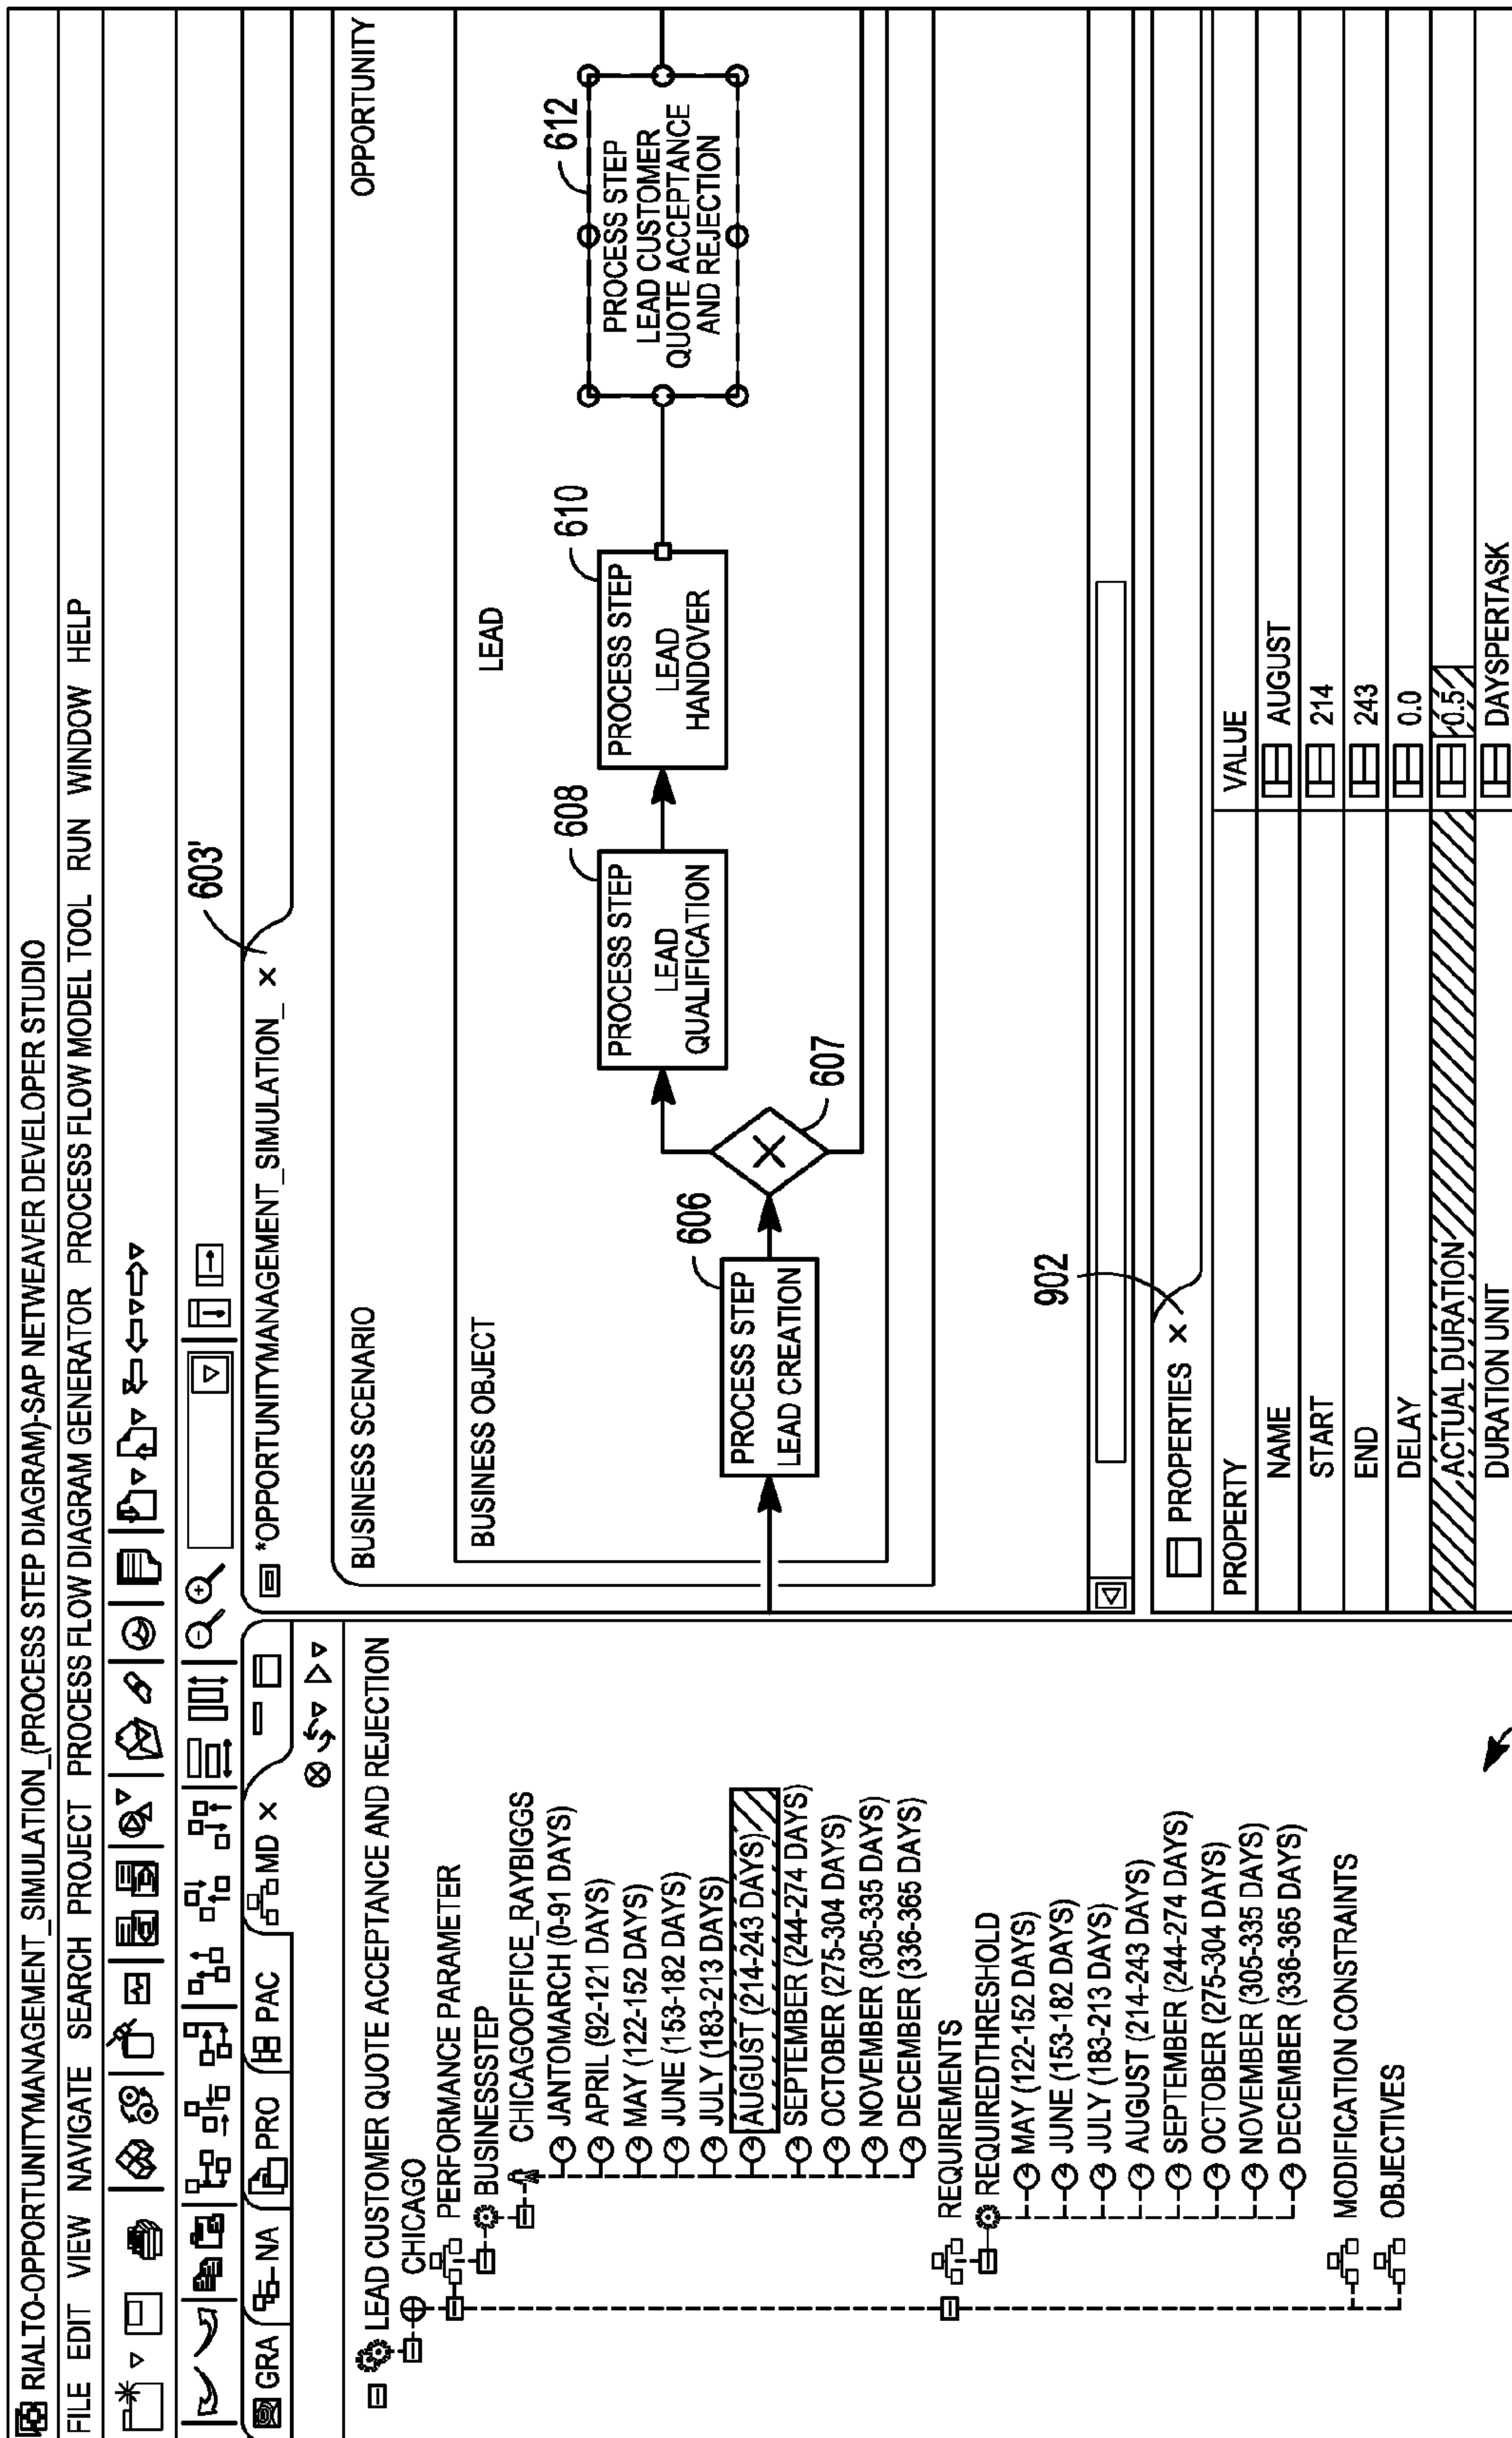 RIALTO-OPPORTUNITYMANAGEMENT_SIMULATION_(PROCESS STEP DIAGRAM)-SAP NETWEAVER DEVELOPER STUDIO
FILE EDIT VIEW NAVIGATE SEARCH PROJECT PROCESS FLOW DIAGRAM GENERATOR PROCESS FLOW MODEL TOOL RUN WINDOW HELP
GRA NA PRO PAC MD X
LEAD CUSTOMER QUOTE ACCEPTANCE AND REJECTION
CHICAGO
PERFORMANCE PARAMETER
BUSINESSSTEP
CHICAGOOFFICE_RAYBIGGS
JANTOMARCH (0-91 DAYS)
APRIL (92-121 DAYS)
MAY (122-152 DAYS)
JUNE (153-182 DAYS)
JULY (183-213 DAYS)
AUGUST (214-243 DAYS)
SEPTEMBER (244-274 DAYS)
OCTOBER (275-304 DAYS)
NOVEMBER (305-335 DAYS)
DECEMBER (336-365 DAYS)
REQUIREMENTS
REQUIREDTHRESHOLD
MAY (122-152 DAYS)
JUNE (153-182 DAYS)
JULY (183-213 DAYS)
AUGUST (214-243 DAYS)
SEPTEMBER (244-274 DAYS)
OCTOBER (275-304 DAYS)
NOVEMBER (305-335 DAYS)
DECEMBER (336-365 DAYS)
MODIFICATION CONSTRAINTS
OBJECTIVES
*OPPORTUNITYMANAGEMENT_SIMULATION_ X
603'
BUSINESS SCENARIO
OPPORTUNITY
BUSINESS OBJECT
LEAD
606
PROCESS STEP
LEAD CREATION
607
608
PROCESS STEP
LEAD
QUALIFICATION
610
PROCESS STEP
LEAD
HANDOVER
612
PROCESS STEP
LEAD CUSTOMER
QUOTE ACCEPTANCE
AND REJECTION
902
PROPERTIES X
PROPERTY VALUE
NAME AUGUST
START 214
END 243
DELAY 0.0
ACTUAL DURATION 0.5
DURATION UNIT DAYSPERTASK